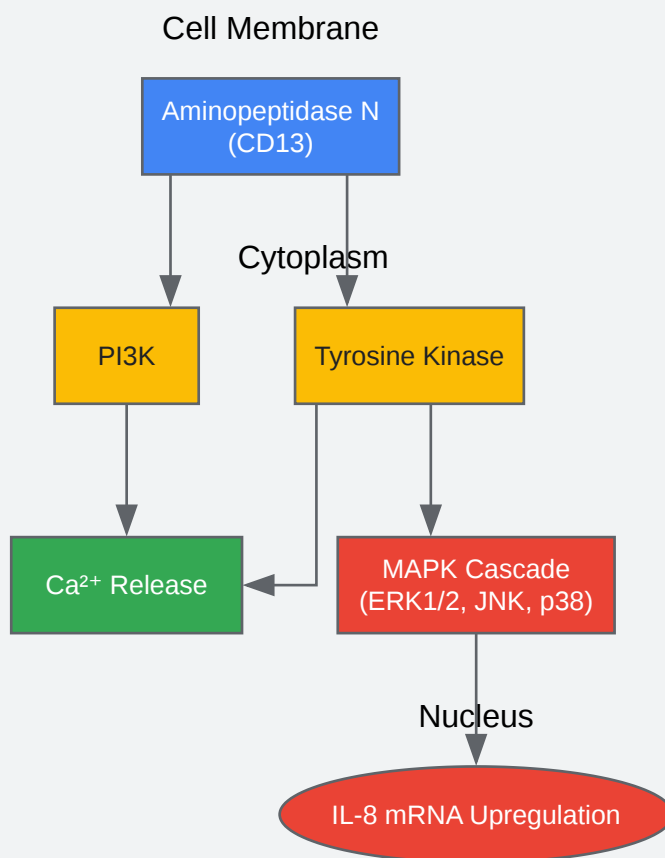 Cell Membrane
Aminopeptidase N
(CD13)
Cytoplasm
PI3K
Tyrosine Kinase
Ca²⁺ Release
MAPK Cascade
(ERK1/2, JNK, p38)
Nucleus
IL-8 mRNA Upregulation